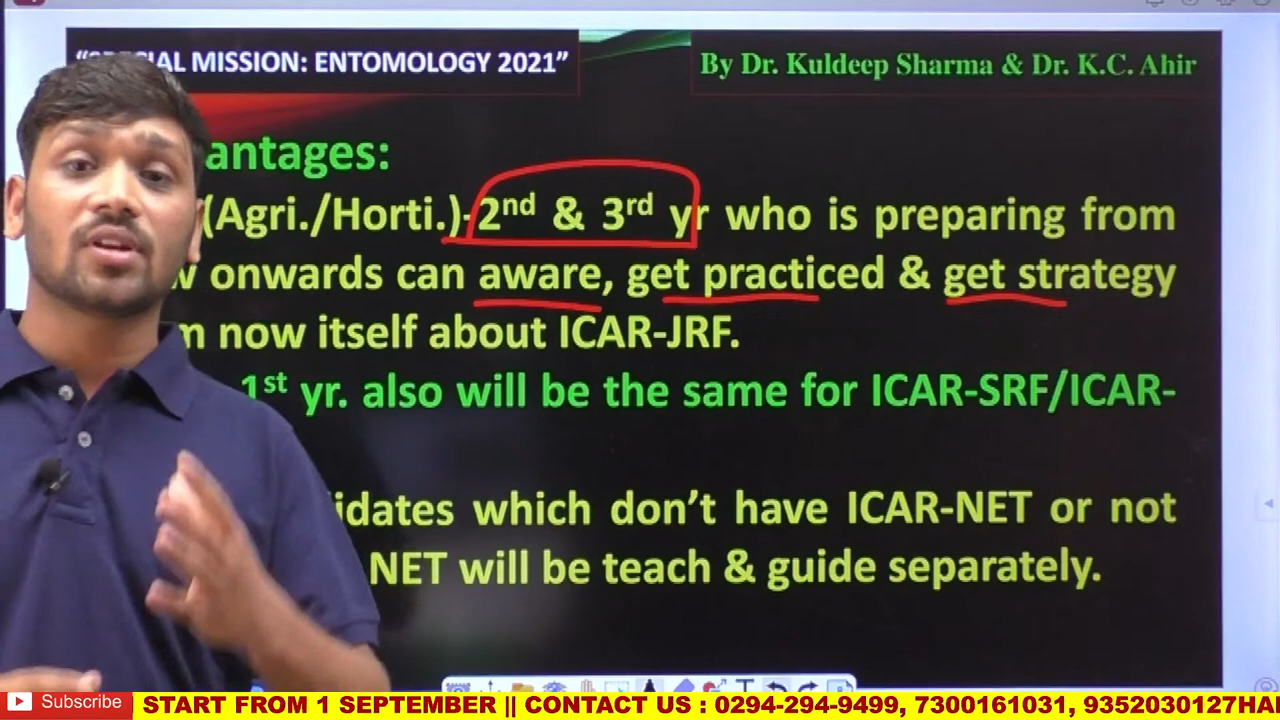 “SPECIAL MISSION: ENTOMOLOGY 2021”
By Dr. Kuldeep Sharma & Dr. K.C. Ahir
antages:
(Agri./Horti.)-2nd & 3rd yr who is preparing from
w onwards can aware, get practiced & get strategy
m now itself about ICAR-JRF.
1st yr. also will be the same for ICAR-SRF/ICAR-
idates which don’t have ICAR-NET or not
NET will be teach & guide separately.
Subscribe
START FROM 1 SEPTEMBER || CONTACT US : 0294-294-9499, 7300161031, 9352030127HAI